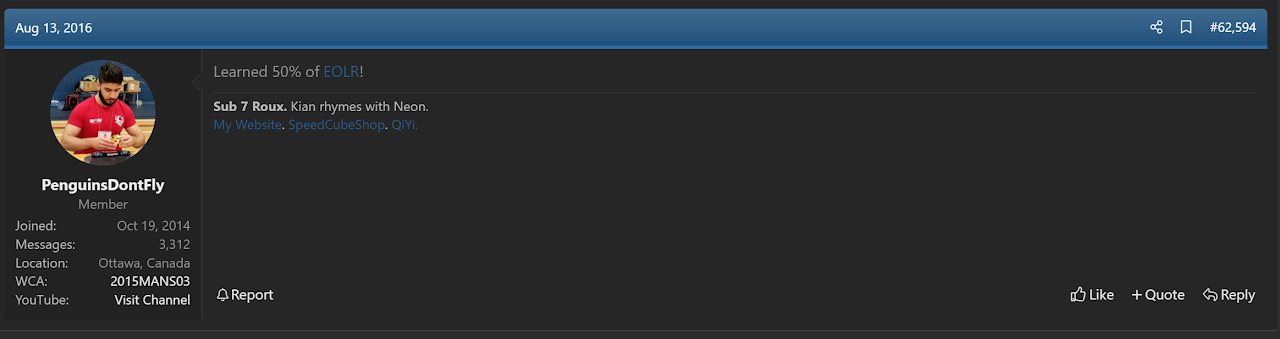 Aug 13, 2016
#62,594
PenguinsDontFly
Member
Joined: Oct 19, 2014
Messages: 3,312
Location: Ottawa, Canada
WCA: 2015MANS03
YouTube: Visit Channel
Learned 50% of EOLR!
Sub 7 Roux. Kian rhymes with Neon.
My Website. SpeedCubeShop. QiYi.
Report
Like
+ Quote
Reply